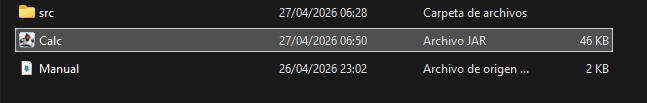 src 27/04/2026 06:28 Carpeta de archivos
Calc 27/04/2026 06:50 Archivo JAR 46 KB
Manual 26/04/2026 23:02 Archivo de origen ... 2 KB